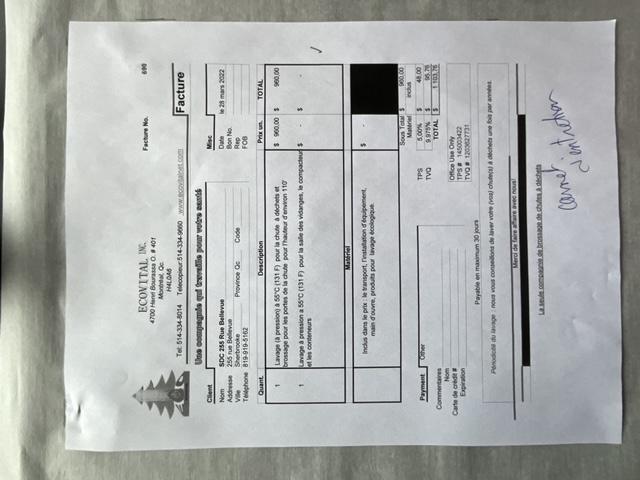 ECOVITAL INC.
4700 Henri Bourassa O. # 401
Montréal, Qc.
H4L 0A6
Tel: 514-334-8014 Télécopieur: 514-334-9660 www.ecovitalnet.com
Une compagnie qui travaille pour votre santé
Facture No. 690
Facture
Client
Nom SDC 255 Rue Bellevue
Adresse 255 rue Bellevue
Ville Sherbrooke Province Qc. Code
Téléphone 819-919-5162
Misc
Date le 28 mars 2022
Bon No.
Rep
FOB
Quant. Description Prix un. TOTAL
1 Lavage (à pression) à 55°C (131 F) pour la chute à déchets et $ 960,00 $ 960,00
brossage pour les portes de la chute pour l'hauteur d'environ 110'
1 Lavage à pression a 55°C (131 F) pour la salle des vidanges, le compacteur $ - $ -
et les conteneurs
Matériel
Inclus dans le prix : le transport, l'installation d'équipement, $ -
main d'ouvre, produits pour lavage écologique.
Sous Total $ 960,00
Matériel inclus
TPS 5,00% $ 48,00
TVQ 9.975% $ 95,76
TOTAL $ 1 103,76
Payment Other
Commentaires
Nom
Carte de crédit #
Expiration
Office Use Only
TPS # 145003422
TVQ # 1203627731
Payable en maximum 30 jours
Périodicité du lavage : nous vous conseillons de laver votre (vos) chute(s) à déchets une fois par années.
Merci de faire affaire avec nous!
La seule compagnie de brossage de chutes à déchets
carnet
d'entretien